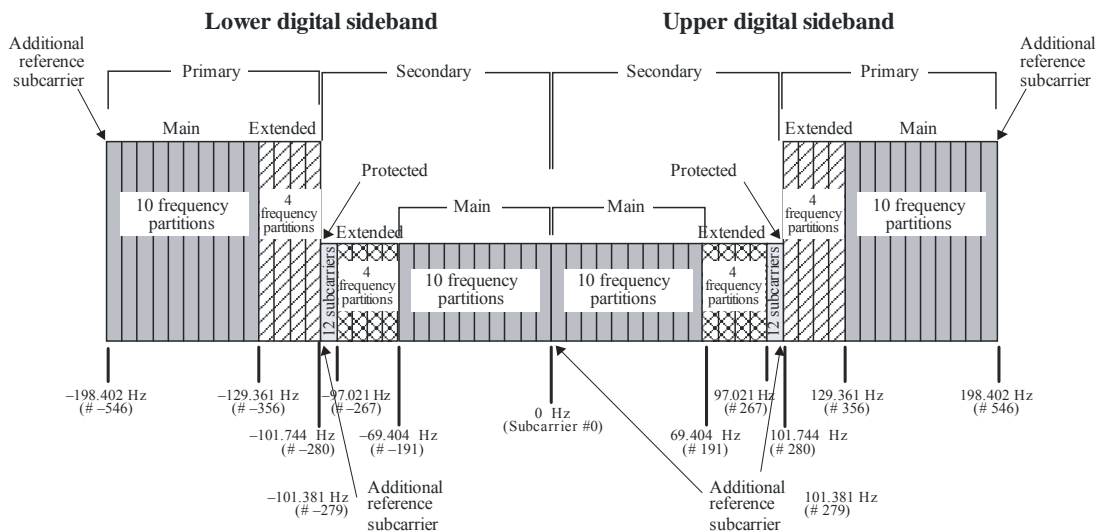 Lower digital sideband
Upper digital sideband
Additional
reference
subcarrier
Primary
Secondary
Secondary
Primary
Additional
reference
subcarrier
Main
Extended
Extended
Main
Protected
Protected
10 frequency
partitions
4
frequency
partitions
Main
Main
4
frequency
partitions
10 frequency
partitions
Extended
Extended
12 subcarriers
4
frequency
partitions
10 frequency
partitions
10 frequency
partitions
4
frequency
partitions
12 subcarriers
–198.402 Hz
(# –546)
–129.361 Hz
(# –356)
–97.021 Hz
(# –267)
0 Hz
(Subcarrier #0)
97.021 Hz
(# 267)
129.361 Hz
(# 356)
198.402 Hz
(# 546)
–101.744 Hz
(# –280)
–69.404 Hz
(# –191)
69.404 Hz
(# 191)
101.744 Hz
(# 280)
–101.381 Hz
(# –279)
Additional
reference
subcarrier
Additional
reference
subcarrier
101.381 Hz
(# 279)